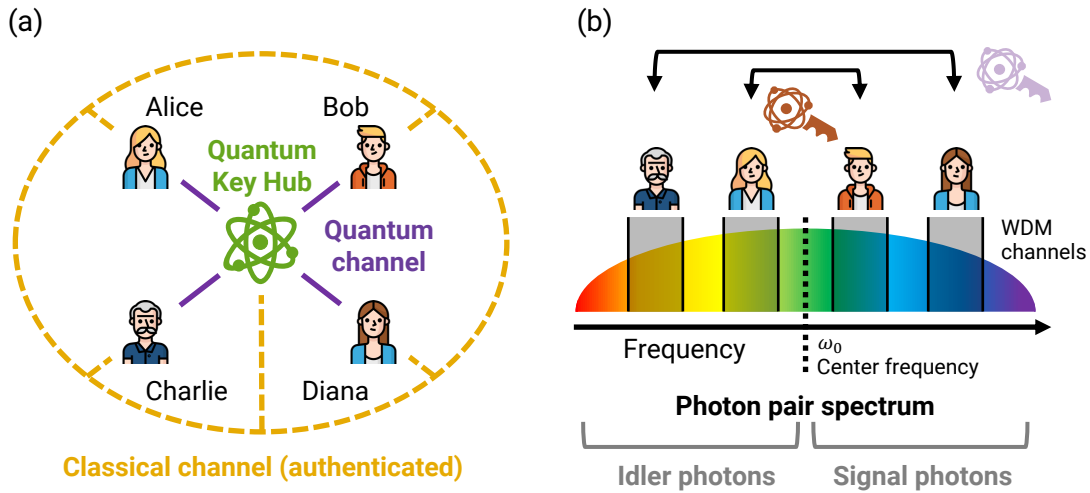 (a)
Alice
Bob
Quantum
Key Hub
Quantum
channel
Charlie
Diana
Classical channel (authenticated)
(b)
WDM
channels
Frequency
ω₀
Center frequency
Photon pair spectrum
Idler photons
Signal photons